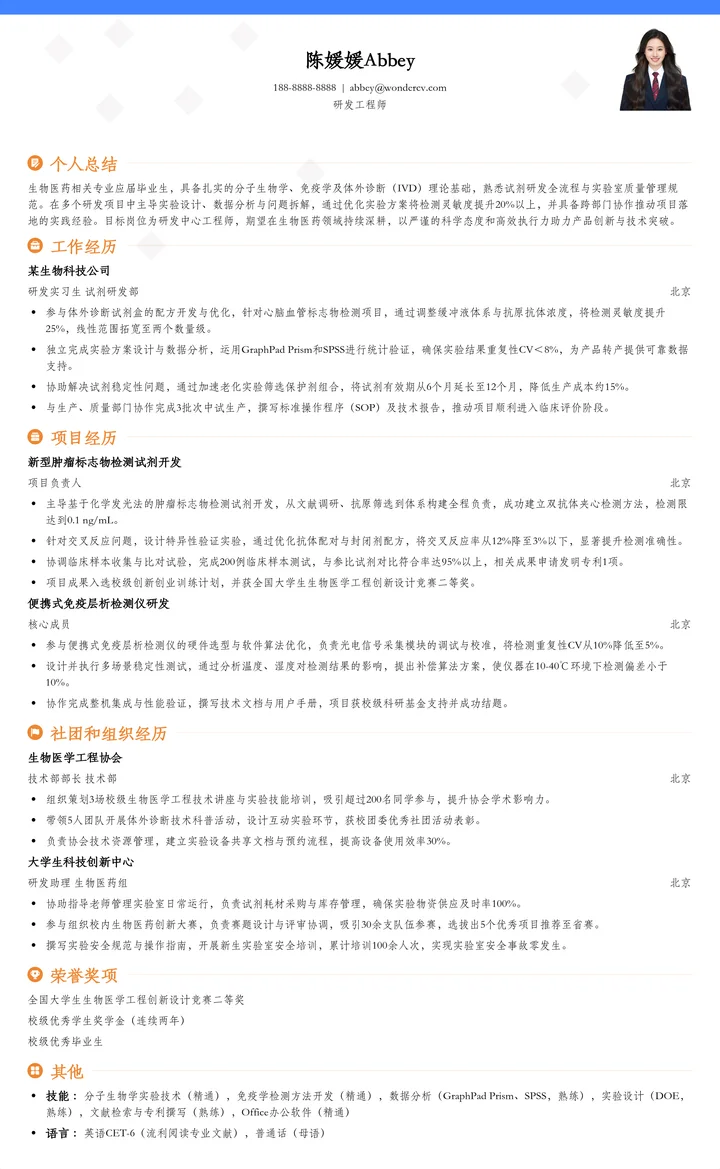 陈媛媛Abbey
188-8888-8888 | abbey@wondercv.com
研发工程师
个人总结
生物医药相关专业应届毕业生，具备扎实的分子生物学、免疫学及体外诊断（IVD）理论基础，熟悉试剂研发全流程与实验室质量管理规
范。在多个研发项目中主导实验设计、数据分析与问题拆解，通过优化实验方案将检测灵敏度提升20%以上，并具备跨部门协作推动项目落
地的实践经验。目标岗位为研发中心工程师，期望在生物医药领域持续深耕，以严谨的科学态度和高效执行力助力产品创新与技术突破。
工作经历
某生物科技公司
研发实习生 试剂研发部 北京
• 参与体外诊断试剂盒的配方开发与优化，针对心脑血管标志物检测项目，通过调整缓冲液体系与抗原抗体浓度，将检测灵敏度提升
25%，线性范围拓宽至两个数量级。
• 独立完成实验方案设计与数据分析，运用GraphPad Prism和SPSS进行统计验证，确保实验结果重复性CV＜8%，为产品转产提供可靠数据
支持。
• 协助解决试剂稳定性问题，通过加速老化实验筛选保护剂组合，将试剂有效期从6个月延长至12个月，降低生产成本约15%。
• 与生产、质量部门协作完成3批次中试生产，撰写标准操作程序（SOP）及技术报告，推动项目顺利进入临床评价阶段。
项目经历
新型肿瘤标志物检测试剂开发
项目负责人 北京
• 主导基于化学发光法的肿瘤标志物检测试剂开发，从文献调研、抗原筛选到体系构建全程负责，成功建立双抗体夹心检测方法，检测限
达到0.1 ng/mL。
• 针对交叉反应问题，设计特异性验证实验，通过优化抗体配对与封闭剂配方，将交叉反应率从12%降至3%以下，显著提升检测准确性。
• 协调临床样本收集与比对试验，完成200例临床样本测试，与参比试剂对比符合率达95%以上，相关成果申请发明专利1项。
• 项目成果入选校级创新创业训练计划，并获全国大学生生物医学工程创新设计竞赛二等奖。
便携式免疫层析检测仪研发
核心成员 北京
• 参与便携式免疫层析检测仪的硬件选型与软件算法优化，负责光电信号采集模块的调试与校准，将检测重复性CV从10%降低至5%。
• 设计并执行多场景稳定性测试，通过分析温度、湿度对检测结果的影响，提出补偿算法方案，使仪器在10-40℃环境下检测偏差小于
10%。
• 协作完成整机集成与性能验证，撰写技术文档与用户手册，项目获校级科研基金支持并成功结题。
社团和组织经历
生物医学工程协会
技术部部长 技术部 北京
• 组织策划3场校级生物医学工程技术讲座与实验技能培训，吸引超过200名同学参与，提升协会学术影响力。
• 带领5人团队开展体外诊断技术科普活动，设计互动实验环节，获校团委优秀社团活动表彰。
• 负责协会技术资源管理，建立实验设备共享文档与预约流程，提高设备使用效率30%。
大学生科技创新中心
研发助理 生物医药组 北京
• 协助指导老师管理实验室日常运行，负责试剂耗材采购与库存管理，确保实验物资供应及时率100%。
• 参与组织校内生物医药创新大赛，负责赛题设计与评审协调，吸引30余支队伍参赛，选拔出5个优秀项目推荐至省赛。
• 撰写实验安全规范与操作指南，开展新生实验室安全培训，累计培训100余人次，实现实验室安全事故零发生。
荣誉奖项
全国大学生生物医学工程创新设计竞赛二等奖
校级优秀学生奖学金（连续两年）
校级优秀毕业生
其他
• 技能： 分子生物学实验技术（精通），免疫学检测方法开发（精通），数据分析（GraphPad Prism、SPSS，熟练），实验设计（DOE，
熟练），文献检索与专利撰写（熟练），Office办公软件（精通）
• 语言： 英语CET-6（流利阅读专业文献），普通话（母语）